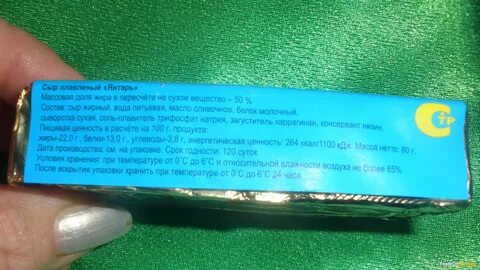 Сыр плавленый «Янтарь»
Массовая доля жира в пересчёте на сухое вещество – 50 %
Состав: сыр жирный, вода питьевая, масло сливочное, белок молочный,
сыворотка сухая, соль-плавитель трифосфат натрия, загуститель каррагинан, консервант низин.
Пищевая ценность в расчёте на 100 г. продукта:
жиры-22,0 г; белки-13,0 г, углеводы-3,8 г, энергетическая ценность: 264 ккал/1100 кДж. Масса нетто: 80 г.
Дата производства: см. на упаковке. Срок годности: 120 суток
Условия хранения: при температуре от 0˚С до 6˚С и относительной влажности воздуха не более 85%.
После вскрытия упаковки хранить при температуре от 0˚С до 6˚С 24 часа.
СТР